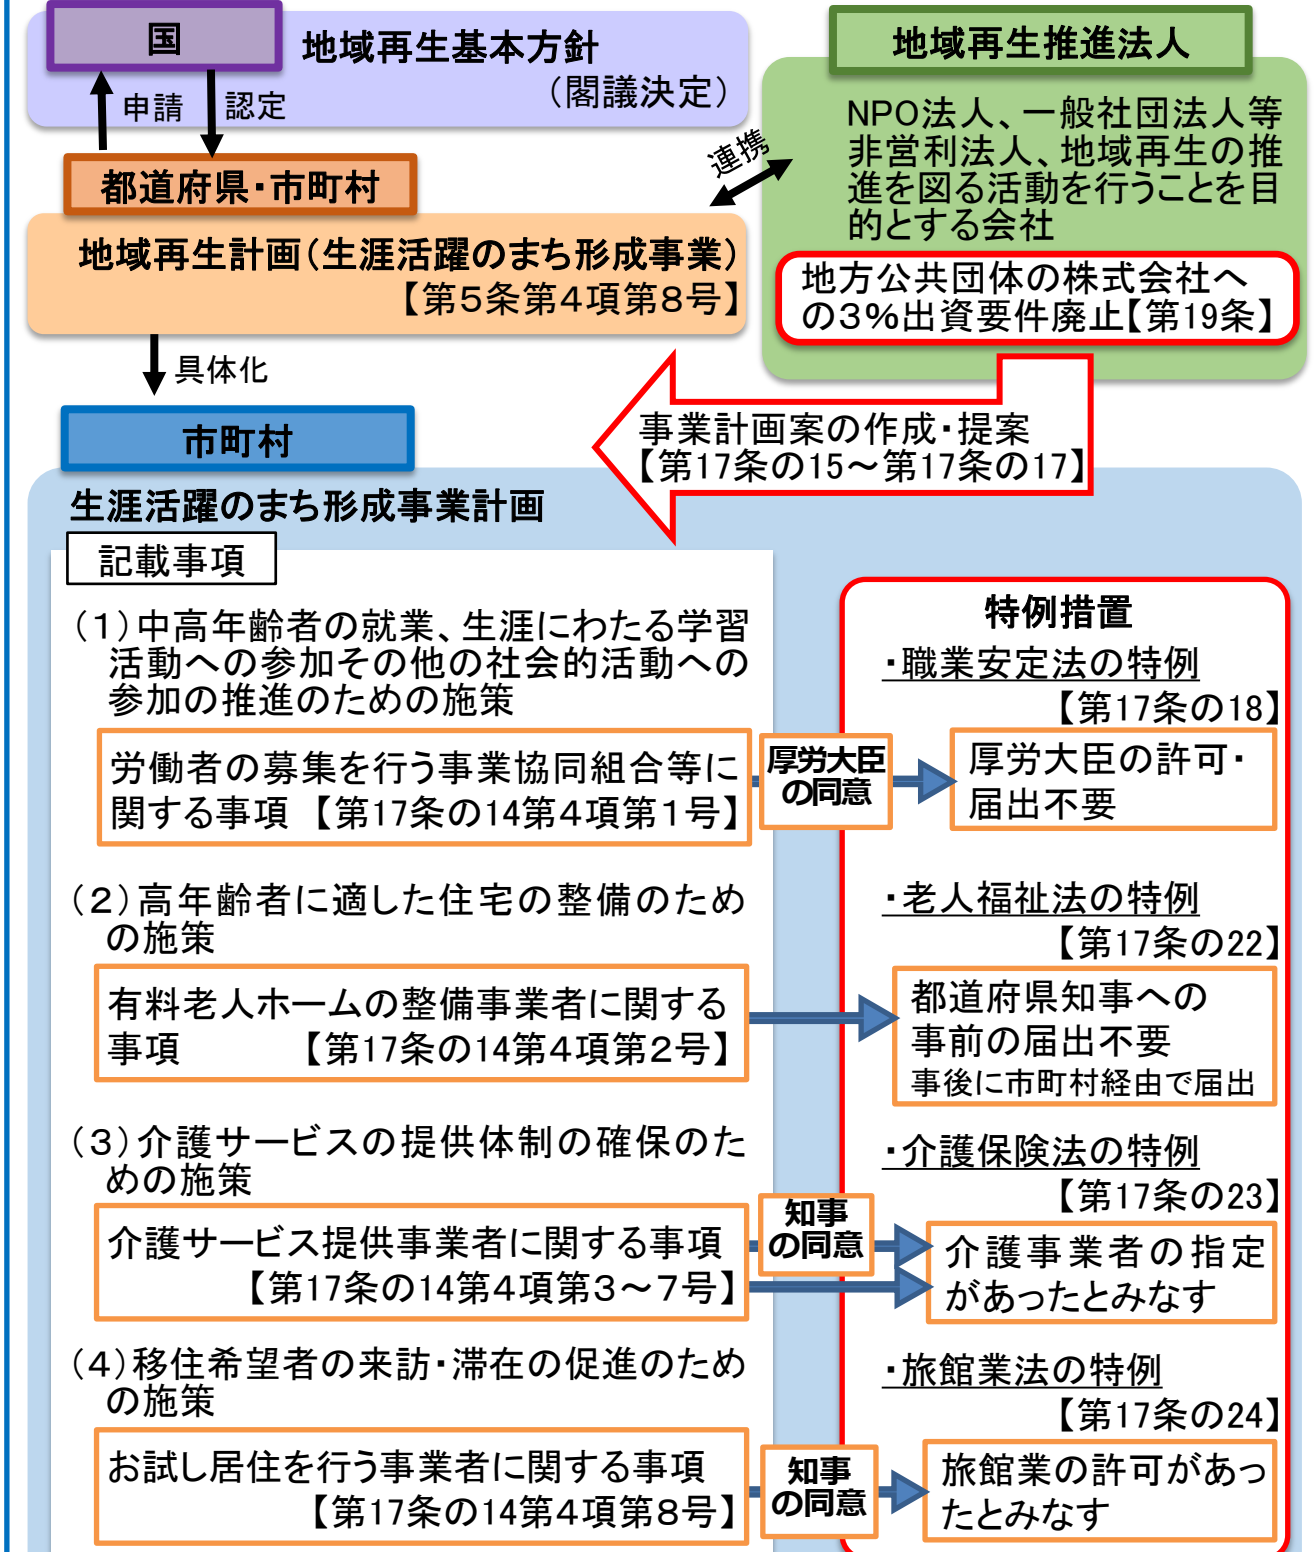 国
地域再生基本方針
（閣議決定）
申請
認定
都道府県・市町村
地域再生計画（生涯活躍のまち形成事業）
【第５条第４項第８号】
連携
地域再生推進法人
NPO法人、一般社団法人等
非営利法人、地域再生の推
進を図る活動を行うことを目
的とする会社
地方公共団体の株式会社へ
の３％出資要件廃止【第19条】
具体化
事業計画案の作成・提案
【第17条の15～第17条の17】
市町村
生涯活躍のまち形成事業計画
記載事項
（１）中高年齢者の就業、生涯にわたる学習
活動への参加その他の社会的活動への
参加の推進のための施策
労働者の募集を行う事業協同組合等に
関する事項 【第17条の14第４項第１号】
厚労大臣
の同意
特例措置
・職業安定法の特例
【第17条の18】
厚労大臣の許可・
届出不要
（２）高年齢者に適した住宅の整備のため
の施策
有料老人ホームの整備事業者に関する
事項 【第17条の14第４項第２号】
・老人福祉法の特例
【第17条の22】
都道府県知事への
事前の届出不要
事後に市町村経由で届出
（３）介護サービスの提供体制の確保のた
めの施策
介護サービス提供事業者に関する事項
【第17条の14第４項第３～７号】
知事
の同意
・介護保険法の特例
【第17条の23】
介護事業者の指定
があったとみなす
（４）移住希望者の来訪・滞在の促進のため
の施策
お試し居住を行う事業者に関する事項
【第17条の14第４項第８号】
知事
の同意
・旅館業法の特例
【第17条の24】
旅館業の許可があっ
たとみなす